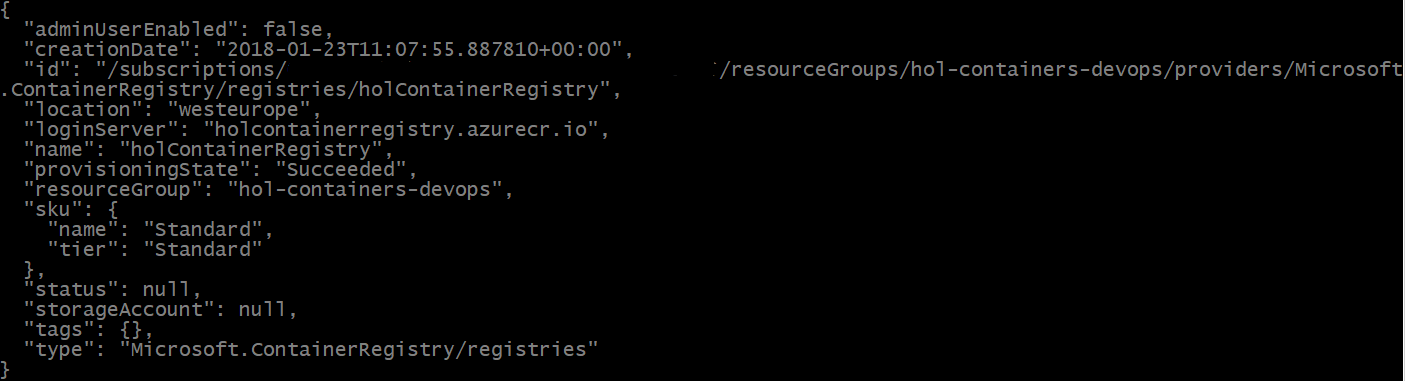 {
  "adminUserEnabled": false,
  "creationDate": "2018-01-23T11:07:55.887810+00:00",
  "id": "/subscriptions/ /resourceGroups/hol-containers-devops/providers/Microsoft
.ContainerRegistry/registries/holContainerRegistry",
  "location": "westeurope",
  "loginServer": "holcontainerregistry.azurecr.io",
  "name": "holContainerRegistry",
  "provisioningState": "Succeeded",
  "resourceGroup": "hol-containers-devops",
  "sku": {
    "name": "Standard",
    "tier": "Standard"
  },
  "status": null,
  "storageAccount": null,
  "tags": {},
  "type": "Microsoft.ContainerRegistry/registries"
}